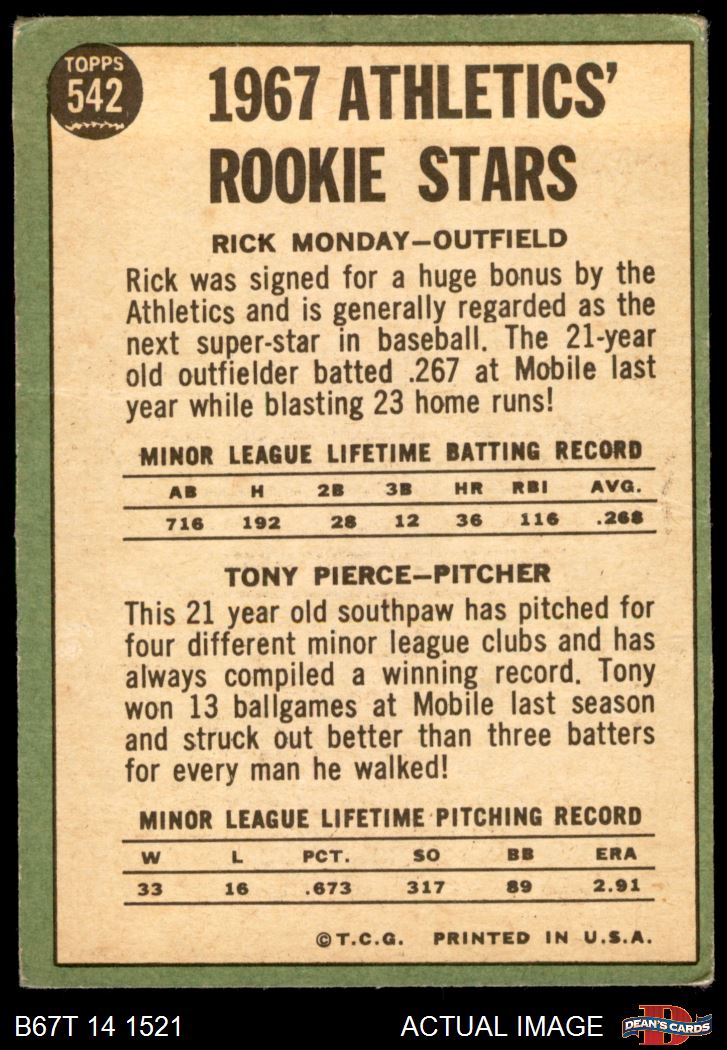 TOPPS
542
1967 ATHLETICS'
ROOKIE STARS
RICK MONDAY—OUTFIELD
Rick was signed for a huge bonus by the
Athletics and is generally regarded as the
next super-star in baseball. The 21-year
old outfielder batted .267 at Mobile last
year while blasting 23 home runs!
MINOR LEAGUE LIFETIME BATTING RECORD
AB H 2B 3B HR RBI AVG.
716 192 28 12 36 116 .268
TONY PIERCE—PITCHER
This 21 year old southpaw has pitched for
four different minor league clubs and has
always compiled a winning record. Tony
won 13 ballgames at Mobile last season
and struck out better than three batters
for every man he walked!
MINOR LEAGUE LIFETIME PITCHING RECORD
W L PCT. SO BB ERA
33 16 .673 317 89 2.91
©T.C.G. PRINTED IN U.S.A.
B67T 14 1521 ACTUAL IMAGE
D
DEAN'S CARDS